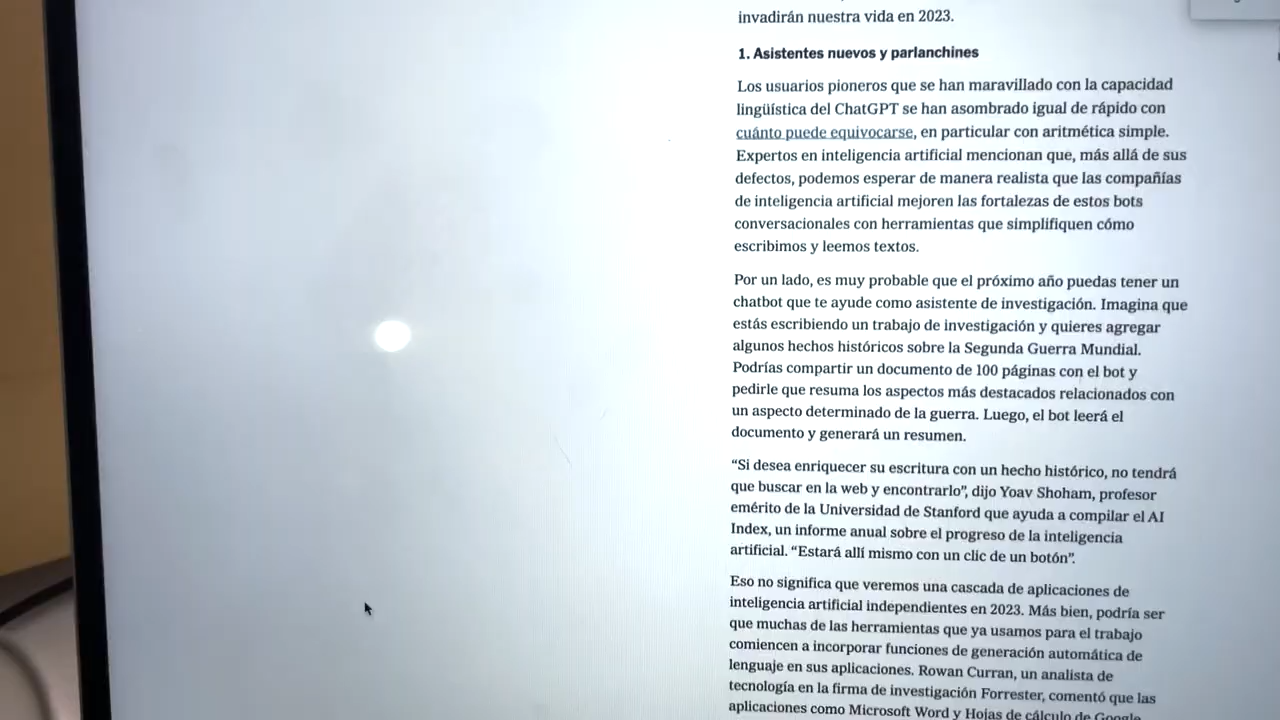 invadirán nuestra vida en 2023.
1. Asistentes nuevos y parlanchines
Los usuarios pioneros que se han maravillado con la capacidad
lingüística del ChatGPT se han asombrado igual de rápido con
cuánto puede equivocarse, en particular con aritmética simple.
Expertos en inteligencia artificial mencionan que, más allá de sus
defectos, podemos esperar de manera realista que las compañías
de inteligencia artificial mejoren las fortalezas de estos bots
conversacionales con herramientas que simplifiquen cómo
escribimos y leemos textos.
Por un lado, es muy probable que el próximo año puedas tener un
chatbot que te ayude como asistente de investigación. Imagina que
estás escribiendo un trabajo de investigación y quieres agregar
algunos hechos históricos sobre la Segunda Guerra Mundial.
Podrías compartir un documento de 100 páginas con el bot y
pedirle que resuma los aspectos más destacados relacionados con
un aspecto determinado de la guerra. Luego, el bot leerá el
documento y generará un resumen.
“Si desea enriquecer su escritura con un hecho histórico, no tendrá
que buscar en la web y encontrarlo”, dijo Yoav Shoham, profesor
emérito de la Universidad de Stanford que ayuda a compilar el AI
Index, un informe anual sobre el progreso de la inteligencia
artificial. “Estará allí mismo con un clic de un botón”.
Eso no significa que veremos una cascada de aplicaciones de
inteligencia artificial independientes en 2023. Más bien, podría ser
que muchas de las herramientas que ya usamos para el trabajo
comiencen a incorporar funciones de generación automática de
lenguaje en sus aplicaciones. Rowan Curran, un analista de
tecnología en la firma de investigación Forrester, comentó que las
aplicaciones como Microsoft Word y Hojas de cálculo de Google